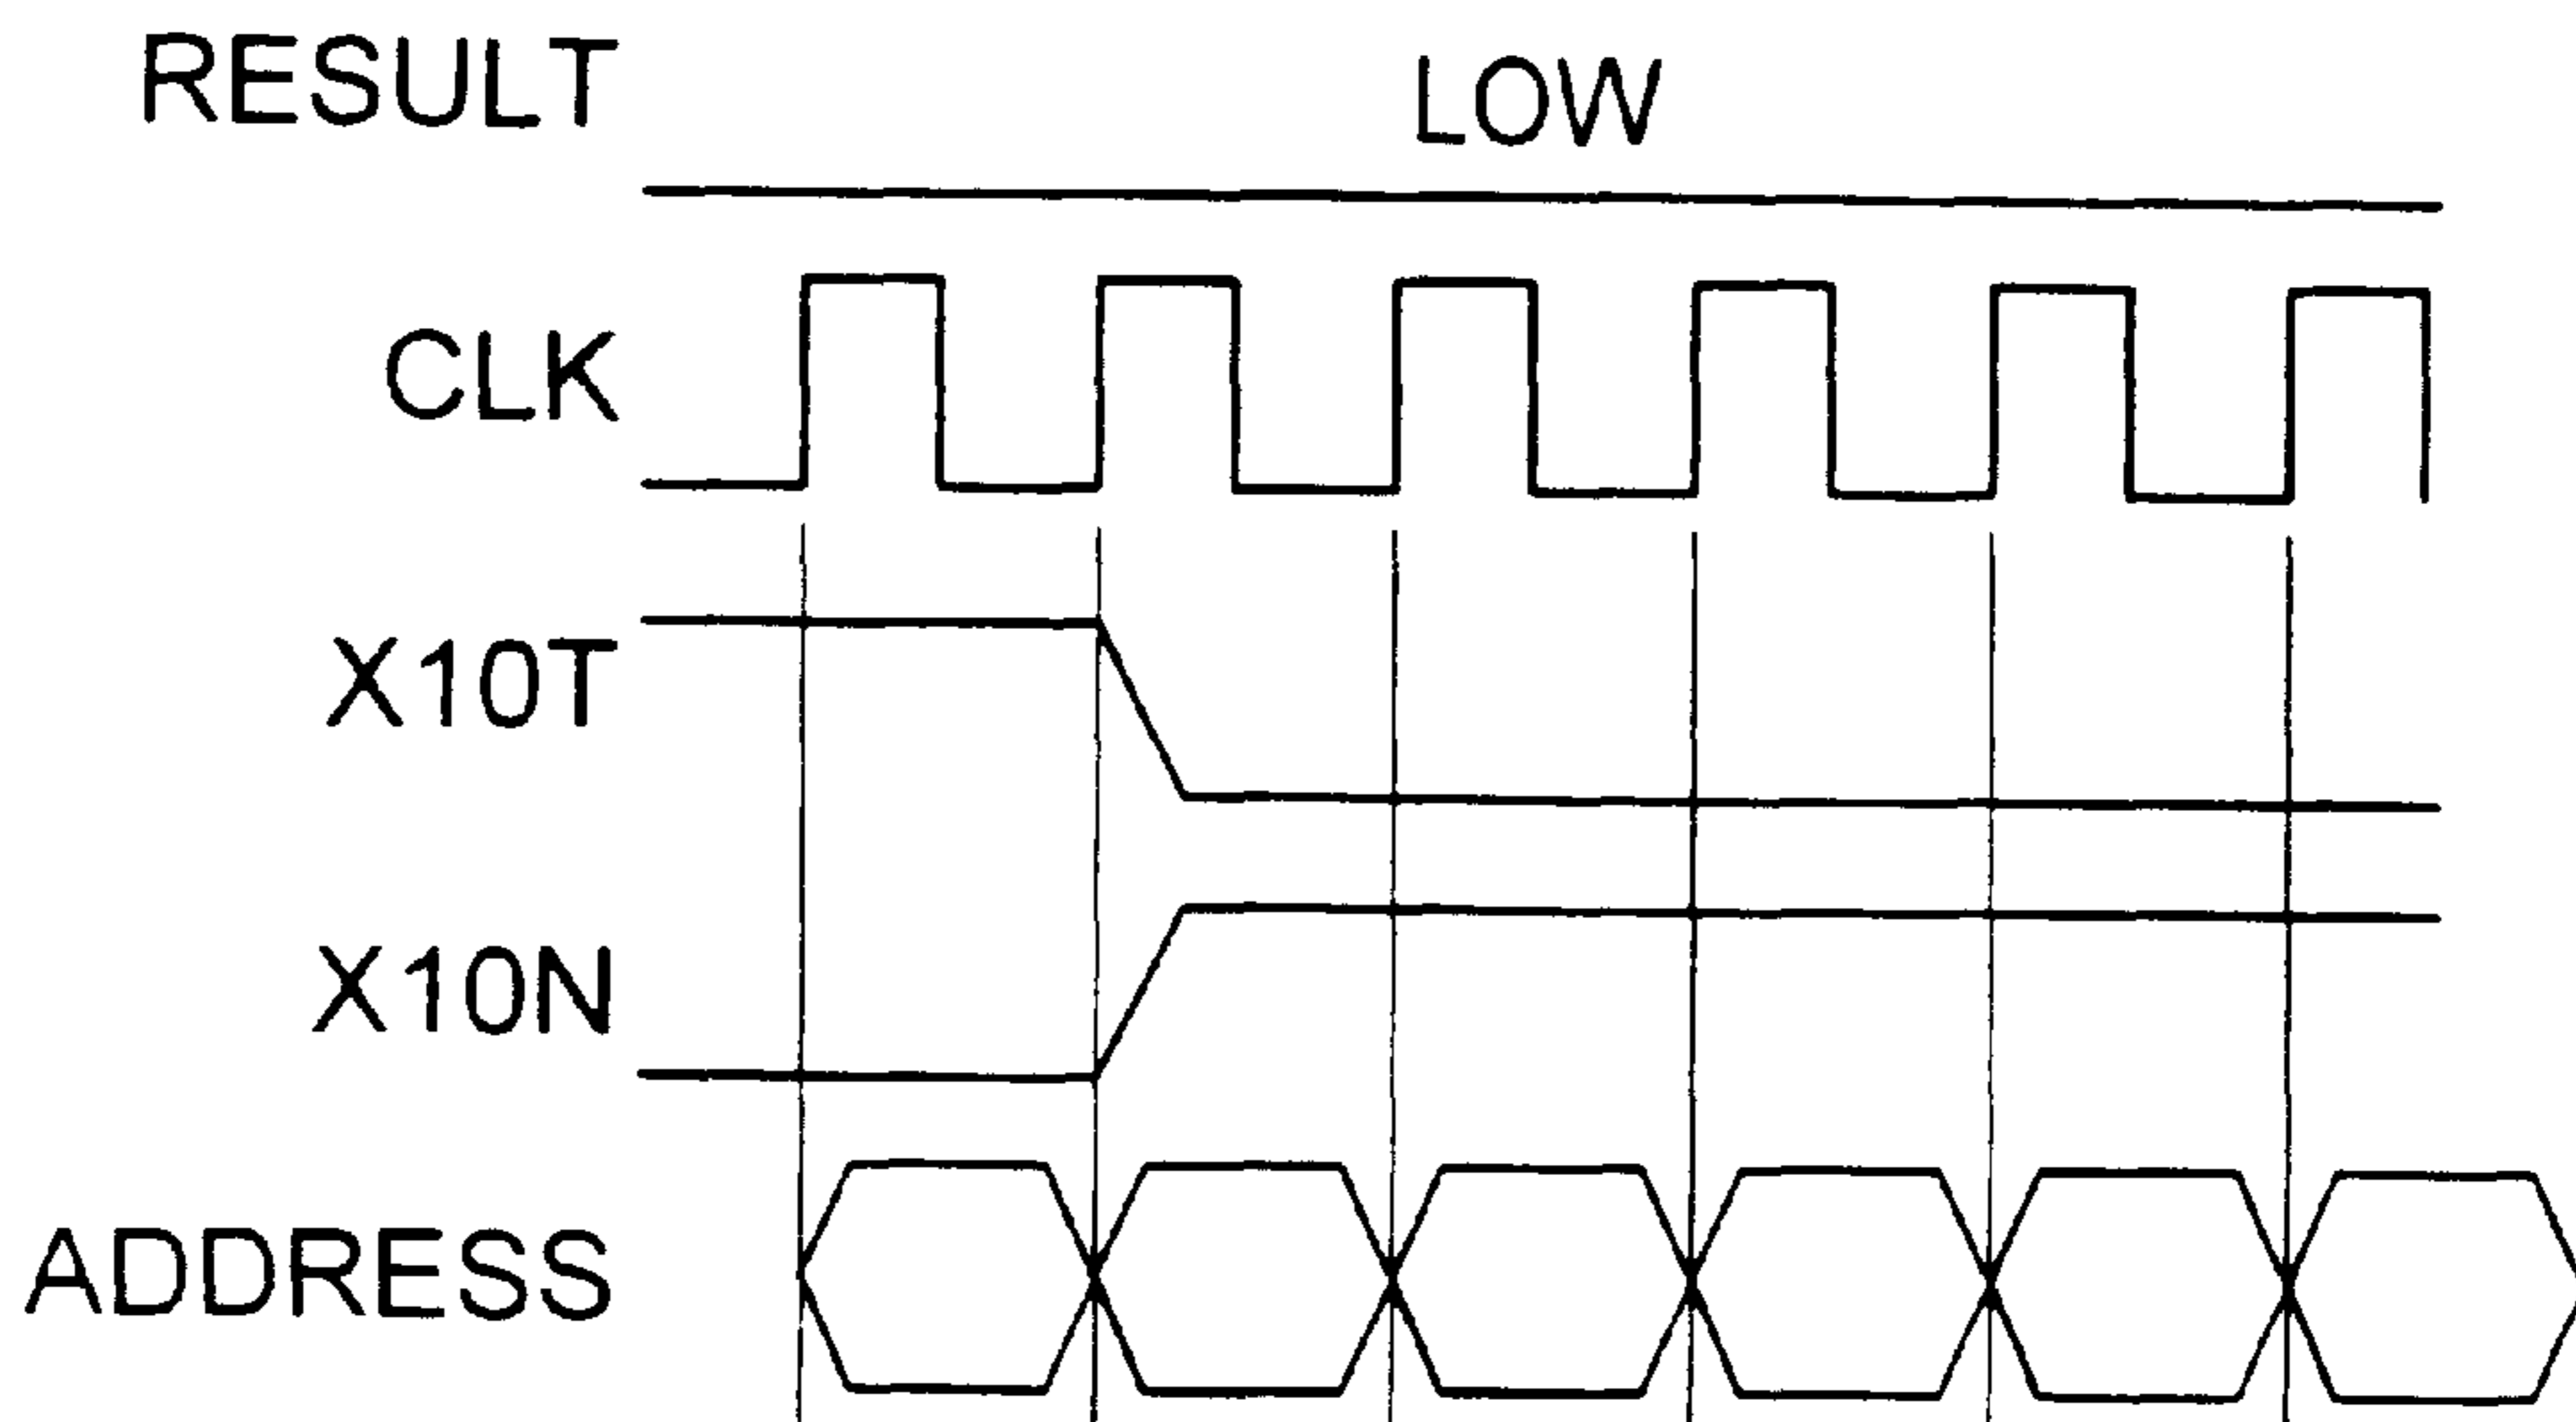 RESULT
LOW
CLK
X10T
X10N
ADDRESS